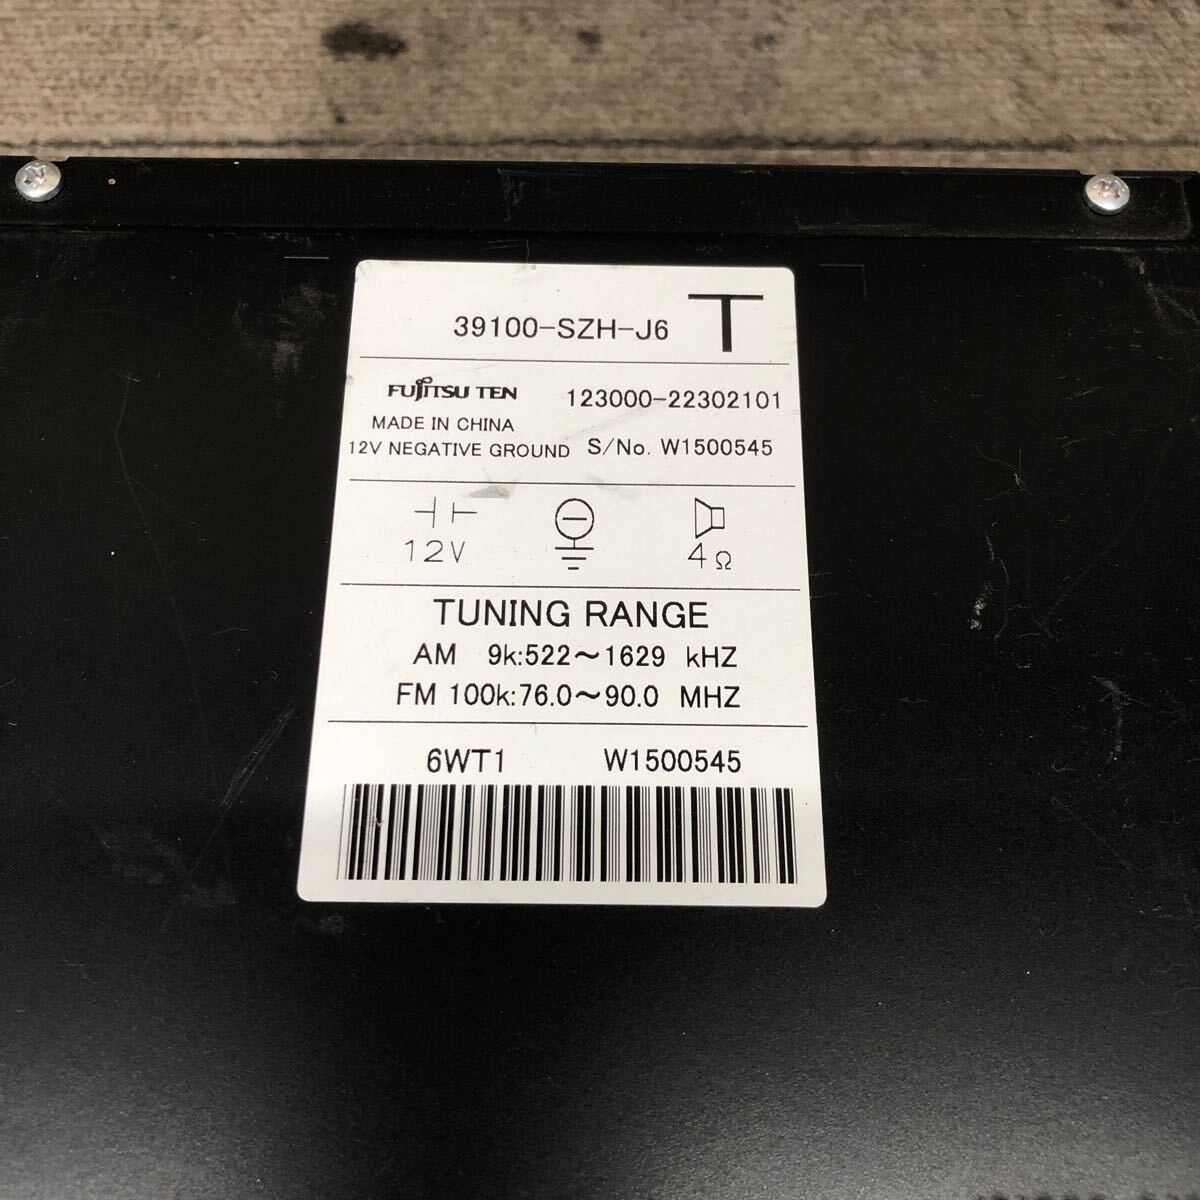 39100-SZH-J6 T
FUJITSU TEN 123000-22302101
MADE IN CHINA
12V NEGATIVE GROUND S/No. W1500545
12V 4Ω
TUNING RANGE
AM 9k:522～1629 kHZ
FM 100k:76.0～90.0 MHZ
6WT1 W1500545